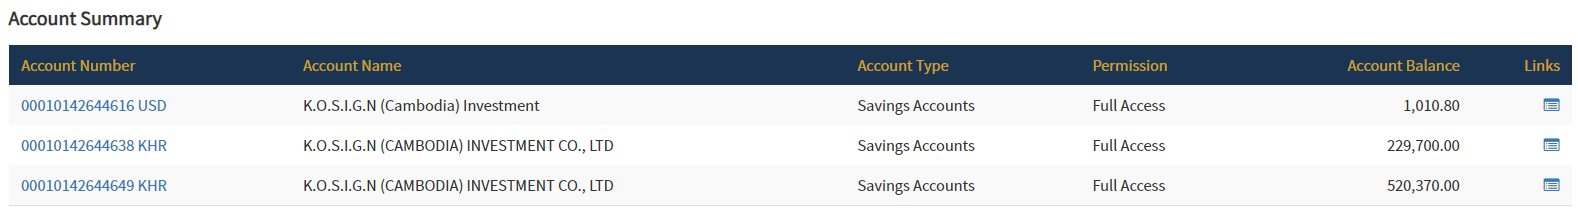 Account Summary
Account Number Account Name Account Type Permission Account Balance Links
00010142644616 USD K.O.S.I.G.N (Cambodia) Investment Savings Accounts Full Access 1,010.80
00010142644638 KHR K.O.S.I.G.N (CAMBODIA) INVESTMENT CO., LTD Savings Accounts Full Access 229,700.00
00010142644649 KHR K.O.S.I.G.N (CAMBODIA) INVESTMENT CO., LTD Savings Accounts Full Access 520,370.00